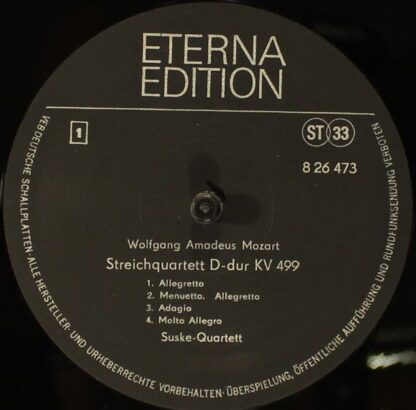 ETERNA
EDITION
1
ST 33
8 26 473
Wolfgang Amadeus Mozart
Streichquartett D-dur KV 499
1. Allegretto
2. Menuetto. Allegretto
3. Adagio
4. Molto Allegro
Suske-Quartett
VEB DEUTSCHE SCHALLPLATTEN·ALLE HERSTELLER- UND URHEBERRECHTE VORBEHALTEN·ÜBERSPIELUNG, ÖFFENTLICHE AUFFÜHRUNG UND RUNDFUNKSENDUNG VERBOTEN